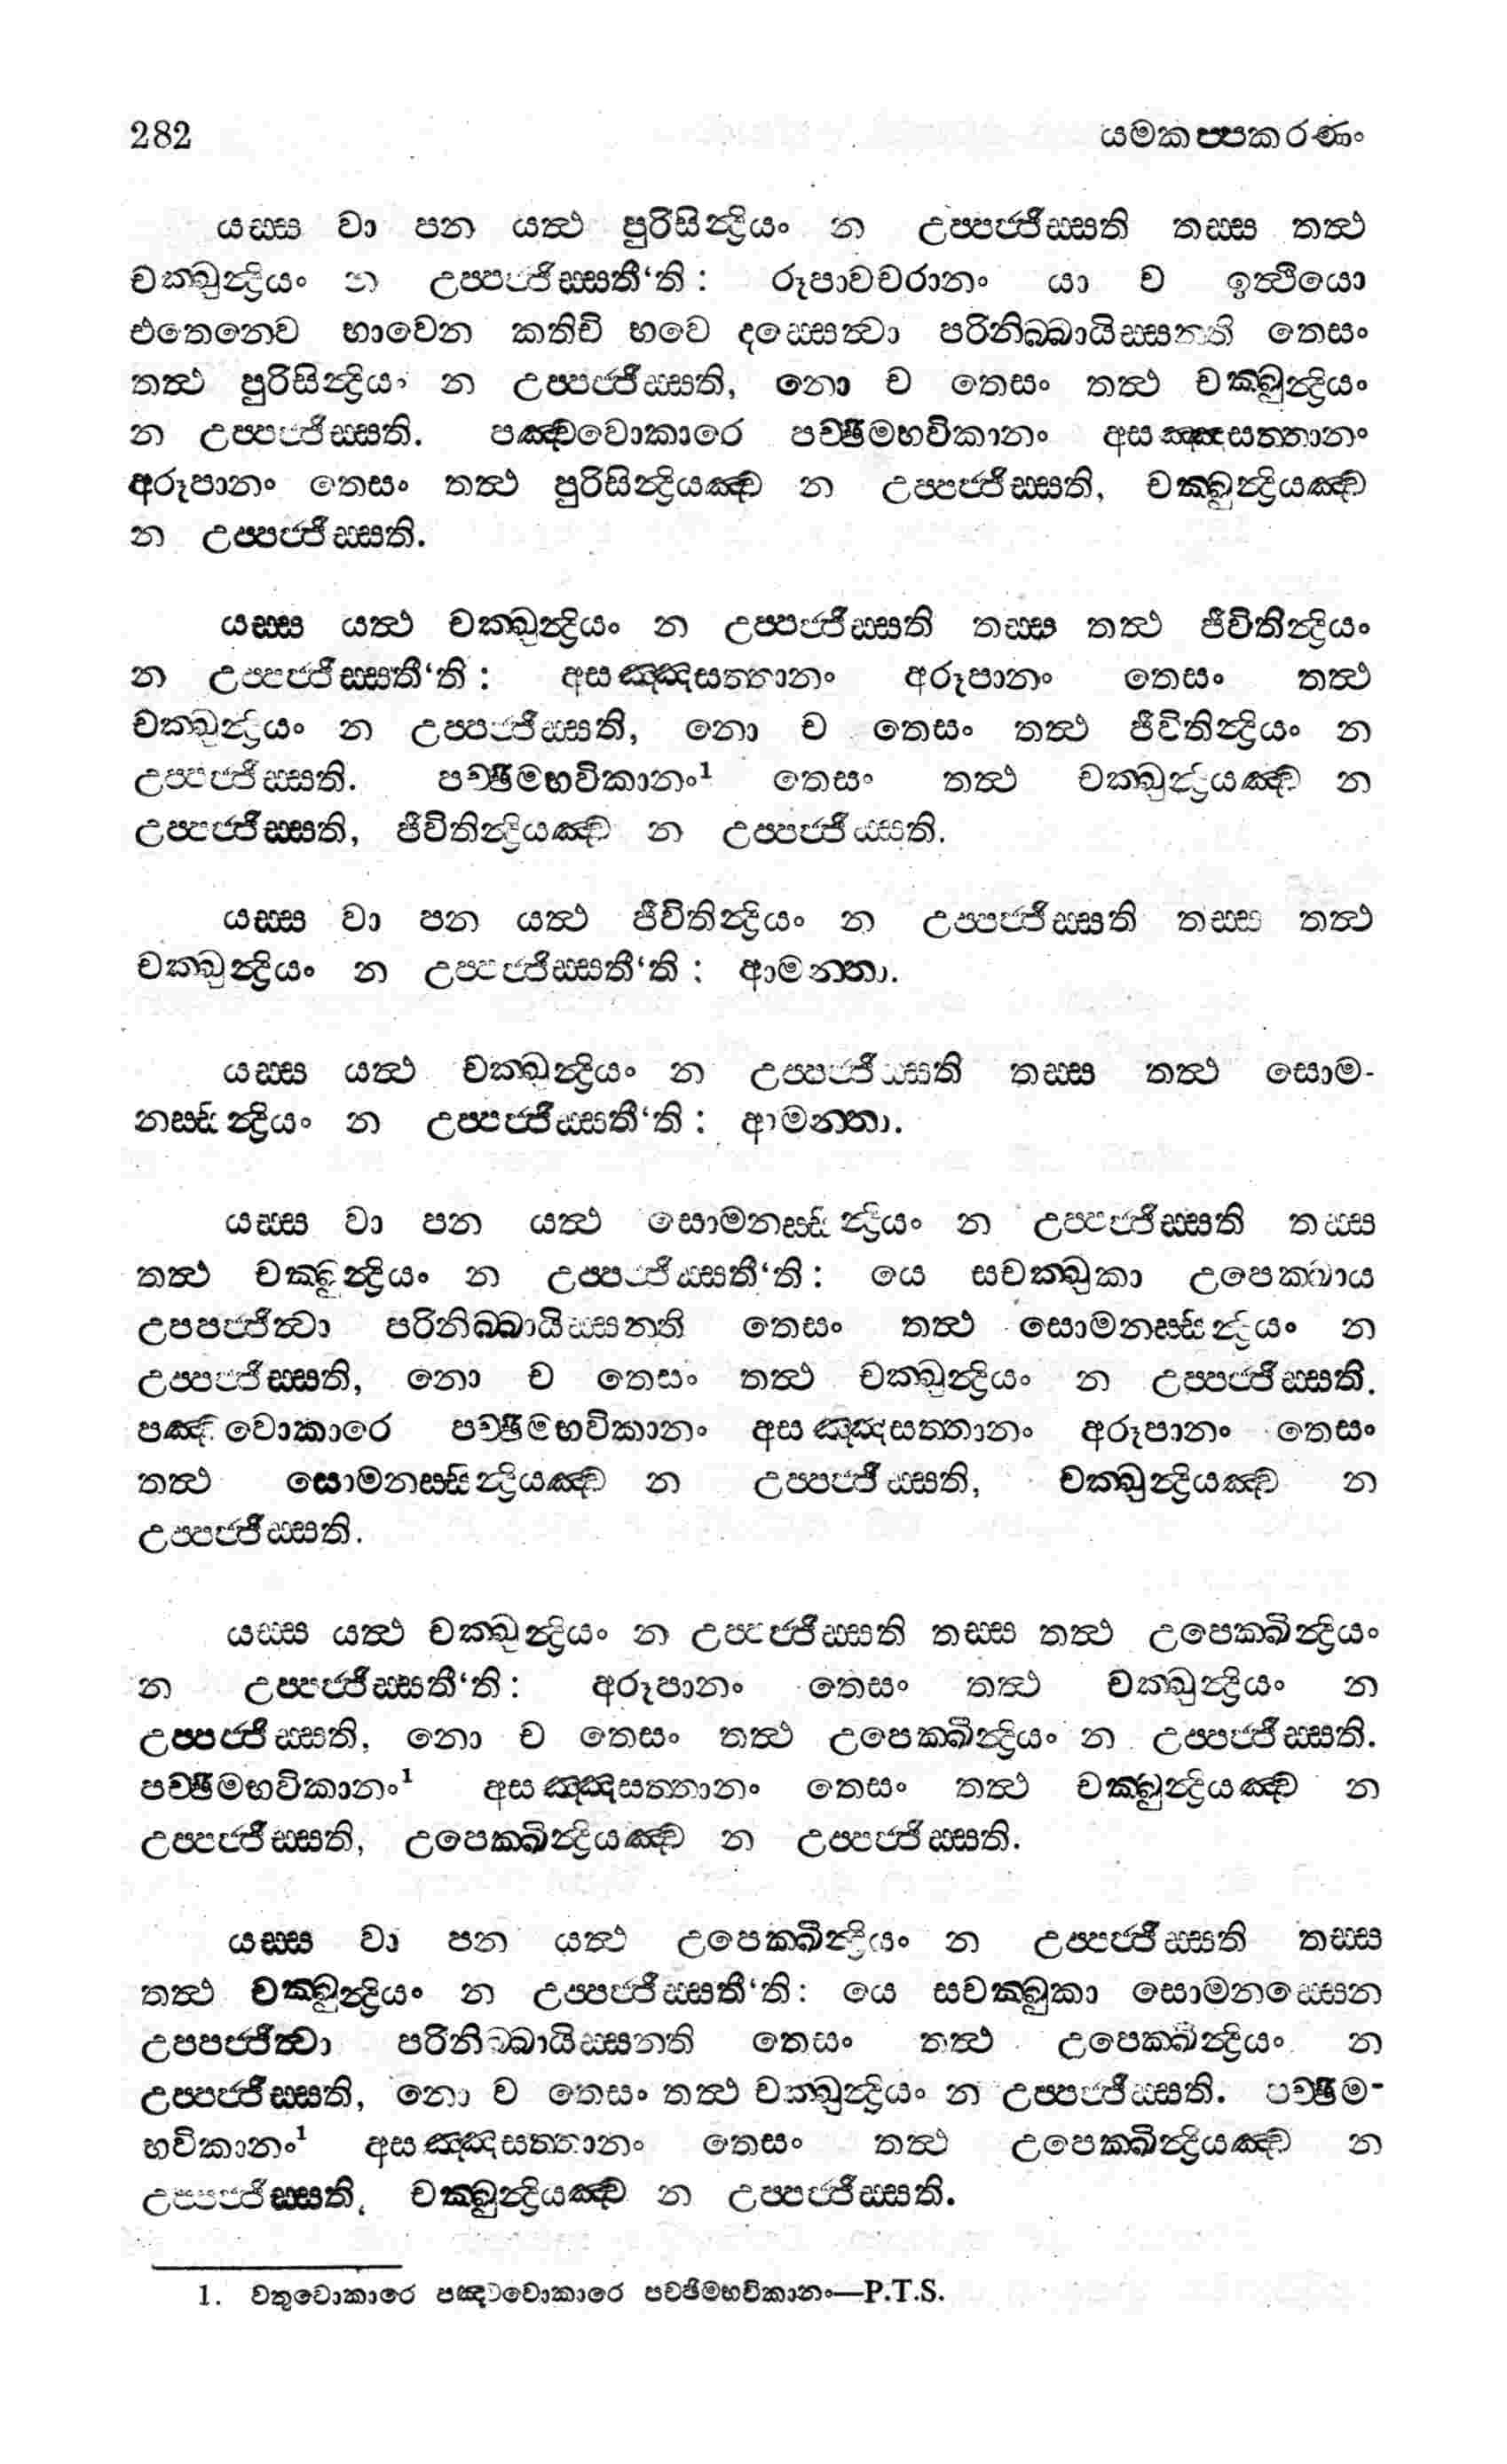 282 යමකප්පකරණං
යස්ස වා පන යත්ථ පුරිසින්ද්‍රියං න උප්පජ්ජිස්සති තස්ස තත්ථ
චක්ඛුන්ද්‍රියං න උප්පජ්ජිස්සතී‘ති: රූපාවචරානං යා ච ඉත්ථියො
එතෙනෙව භාවෙන කතිචි භවෙ දස්සෙත්වා පරිනිබ්බායිස්සන්ති තෙසං
තත්ථ පුරිසින්ද්‍රියං න උප්පජ්ජිස්සති, නො ච තෙසං තත්ථ චක්ඛුන්ද්‍රියං
න උප්පජ්ජිස්සති. පඤ්චවොකාරෙ පච්ඡිමභවිකානං අසඤ්ඤසත්තානං
අරූපානං තෙසං තත්ථ පුරිසින්ද්‍රියඤ්ච න උප්පජ්ජිස්සති, චක්ඛුන්ද්‍රියඤ්ච
න උප්පජ්ජිස්සති.
යස්ස යත්ථ චක්ඛුන්ද්‍රියං න උප්පජ්ජිස්සති තස්ස තත්ථ ජීවිතින්ද්‍රියං
න උප්පජ්ජිස්සතී‘ති: අසඤ්ඤසත්තානං අරූපානං තෙසං තත්ථ
චක්ඛුන්ද්‍රියං න උප්පජ්ජිස්සති, නො ච තෙසං තත්ථ ජීවිතින්ද්‍රියං න
උප්පජ්ජිස්සති. පච්ඡිමභවිකානං¹ තෙසං තත්ථ චක්ඛුන්ද්‍රියඤ්ච න
උප්පජ්ජිස්සති, ජීවිතින්ද්‍රියඤ්ච න උප්පජ්ජිස්සති.
යස්ස වා පන යත්ථ ජීවිතින්ද්‍රියං න උප්පජ්ජිස්සති තස්ස තත්ථ
චක්ඛුන්ද්‍රියං න උප්පජ්ජිස්සතී‘ති: ආමන්තා.
යස්ස යත්ථ චක්ඛුන්ද්‍රියං න උප්පජ්ජිස්සති තස්ස තත්ථ සොම-
නස්සින්ද්‍රියං න උප්පජ්ජිස්සතී‘ති: ආමන්තා.
යස්ස වා පන යත්ථ සොමනස්සින්ද්‍රියං න උප්පජ්ජිස්සති තස්ස
තත්ථ චක්ඛුන්ද්‍රියං න උප්පජ්ජිස්සතී‘ති: යෙ සචක්ඛුකා උපෙක්ඛාය
උපපජ්ජිත්වා පරිනිබ්බායිස්සන්ති තෙසං තත්ථ සොමනස්සින්ද්‍රියං න
උප්පජ්ජිස්සති, නො ච තෙසං තත්ථ චක්ඛුන්ද්‍රියං න උප්පජ්ජිස්සති.
පඤ්චවොකාරෙ පච්ඡිමභවිකානං අසඤ්ඤසත්තානං අරූපානං තෙසං
තත්ථ සොමනස්සින්ද්‍රියඤ්ච න උප්පජ්ජිස්සති, චක්ඛුන්ද්‍රියඤ්ච න
උප්පජ්ජිස්සති.
යස්ස යත්ථ චක්ඛුන්ද්‍රියං න උප්පජ්ජිස්සති තස්ස තත්ථ උපෙක්ඛින්ද්‍රියං
න උප්පජ්ජිස්සතී‘ති: අරූපානං තෙසං තත්ථ චක්ඛුන්ද්‍රියං න
උප්පජ්ජිස්සති, නො ච තෙසං තත්ථ උපෙක්ඛින්ද්‍රියං න උප්පජ්ජිස්සති.
පච්ඡිමභවිකානං¹ අසඤ්ඤසත්තානං තෙසං තත්ථ චක්ඛුන්ද්‍රියඤ්ච න
උප්පජ්ජිස්සති, උපෙක්ඛින්ද්‍රියඤ්ච න උප්පජ්ජිස්සති.
යස්ස වා පන යත්ථ උපෙක්ඛින්ද්‍රියං න උප්පජ්ජිස්සති තස්ස
තත්ථ චක්ඛුන්ද්‍රියං න උප්පජ්ජිස්සතී‘ති: යෙ සචක්ඛුකා සොමනස්සෙන
උපපජ්ජිත්වා පරිනිබ්බායිස්සන්ති තෙසං තත්ථ උපෙක්ඛින්ද්‍රියං න
උප්පජ්ජිස්සති, නො ච තෙසං තත්ථ චක්ඛුන්ද්‍රියං න උප්පජ්ජිස්සති. පච්ඡිම-
භවිකානං¹ අසඤ්ඤසත්තානං තෙසං තත්ථ උපෙක්ඛින්ද්‍රියඤ්ච න
උප්පජ්ජිස්සති, චක්ඛුන්ද්‍රියඤ්ච න උප්පජ්ජිස්සති.
1. චතුවොකාරෙ පඤ්චවොකාරෙ පච්ඡිමභවිකානං—P.T.S.